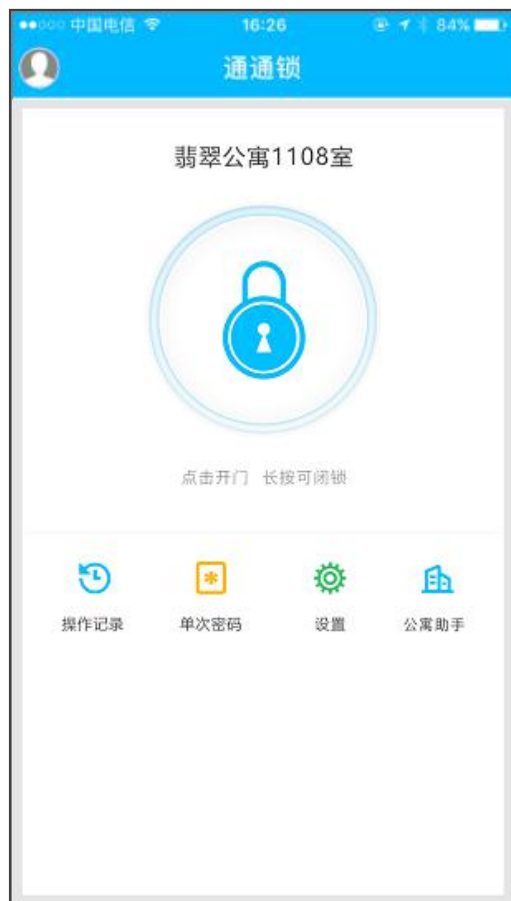 中国电信 16:26 84%
通通锁
翡翠公寓1108室
点击开门 长按可闭锁
操作记录 单次密码 设置 公寓助手